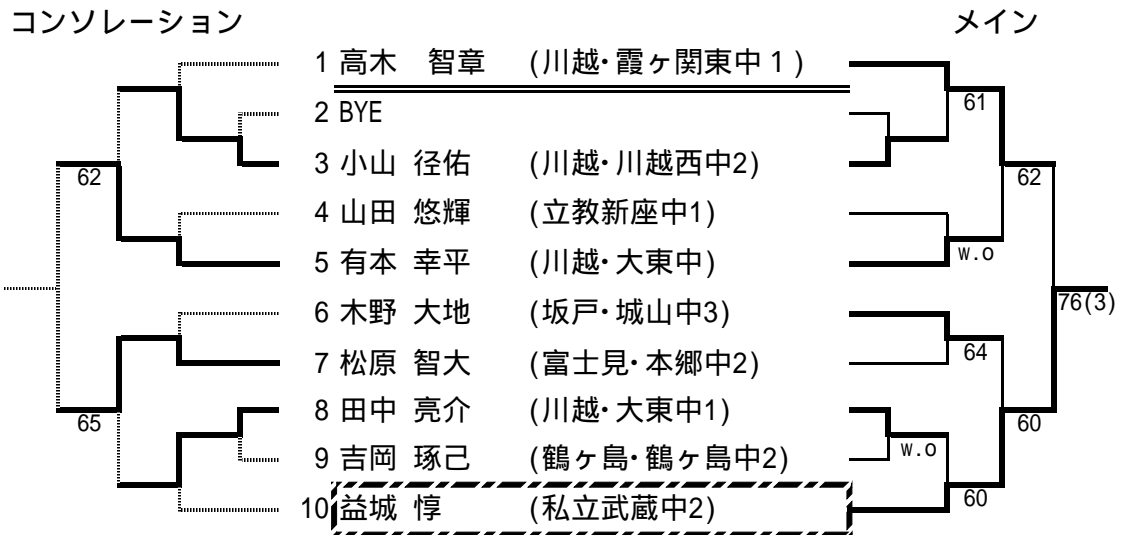 コンソレーション メイン
1 高木 智章 (川越・霞ヶ関東中1)
61
2 BYE
3 小山 径佑 (川越・川越西中2)
62 62
4 山田 悠輝 (立教新座中1)
w.o
5 有本 幸平 (川越・大東中)
76(3)
6 木野 大地 (坂戸・城山中3)
64
7 松原 智大 (富士見・本郷中2)
8 田中 亮介 (川越・大東中1)
65 60
w.o
9 吉岡 琢己 (鶴ヶ島・鶴ヶ島中2)
60
10 益城 惇 (私立武蔵中2)